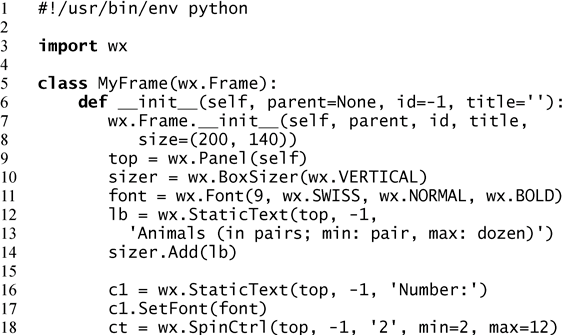 1 #!/usr/bin/env python
2
3 import wx
4
5 class MyFrame(wx.Frame):
6     def __init__(self, parent=None, id=-1, title=''):
7         wx.Frame.__init__(self, parent, id, title,
8             size=(200, 140))
9         top = wx.Panel(self)
10         sizer = wx.BoxSizer(wx.VERTICAL)
11         font = wx.Font(9, wx.SWISS, wx.NORMAL, wx.BOLD)
12         lb = wx.StaticText(top, -1,
13           'Animals (in pairs; min: pair, max: dozen)')
14         sizer.Add(lb)
15
16         c1 = wx.StaticText(top, -1, 'Number:')
17         c1.SetFont(font)
18         ct = wx.SpinCtrl(top, -1, '2', min=2, max=12)